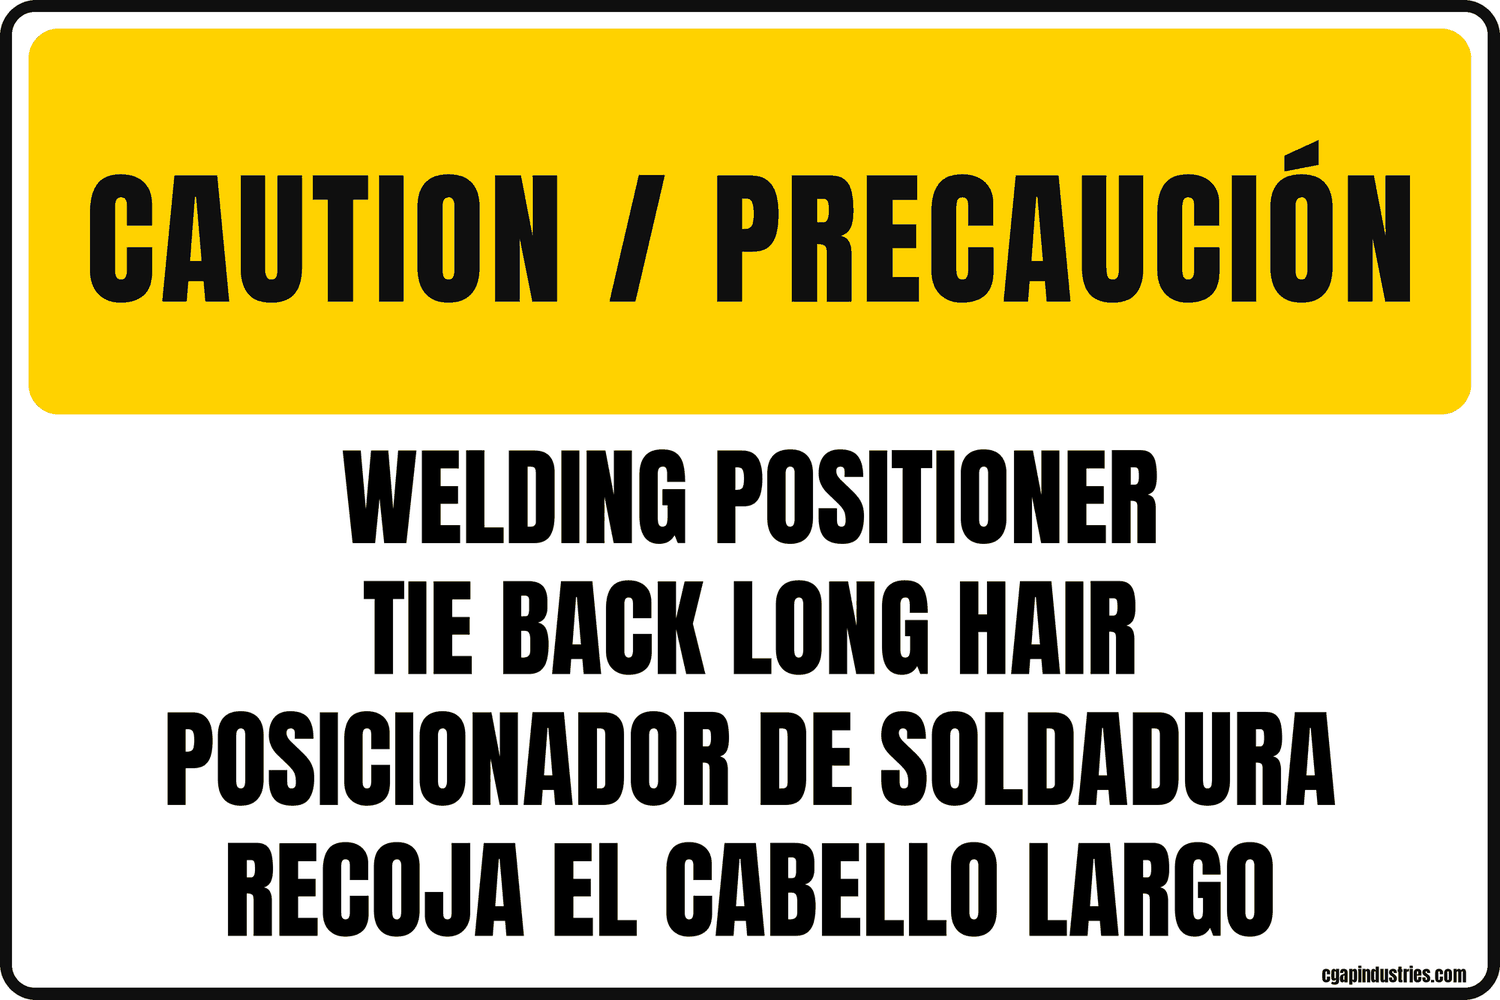 CAUTION / PRECAUCIÓN
WELDING POSITIONER
TIE BACK LONG HAIR
POSICIONADOR DE SOLDADURA
RECOJA EL CABELLO LARGO
cgapindustries.com